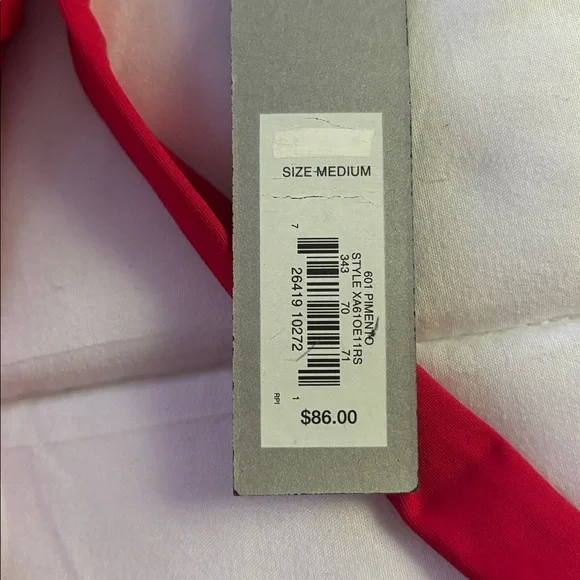 SIZE-MEDIUM
601 PIMENTO
STYLE XA61OE11RS
343 70 71
7 26419 10272 1
RPI
$86.00